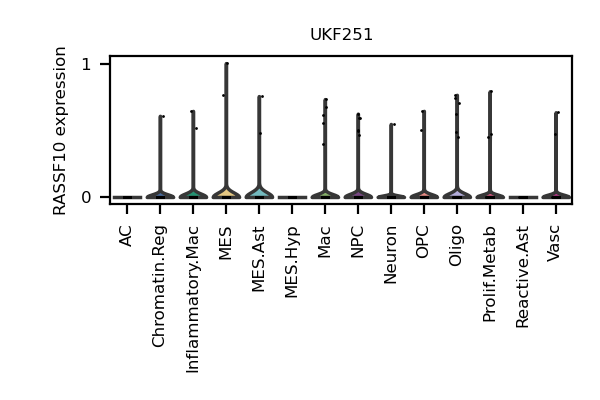 UKF251
RASSF10 expression
1
0
AC
Chromatin.Reg
Inflammatory.Mac
MES
MES.Ast
MES.Hyp
Mac
NPC
Neuron
OPC
Oligo
Prolif.Metab
Reactive.Ast
Vasc